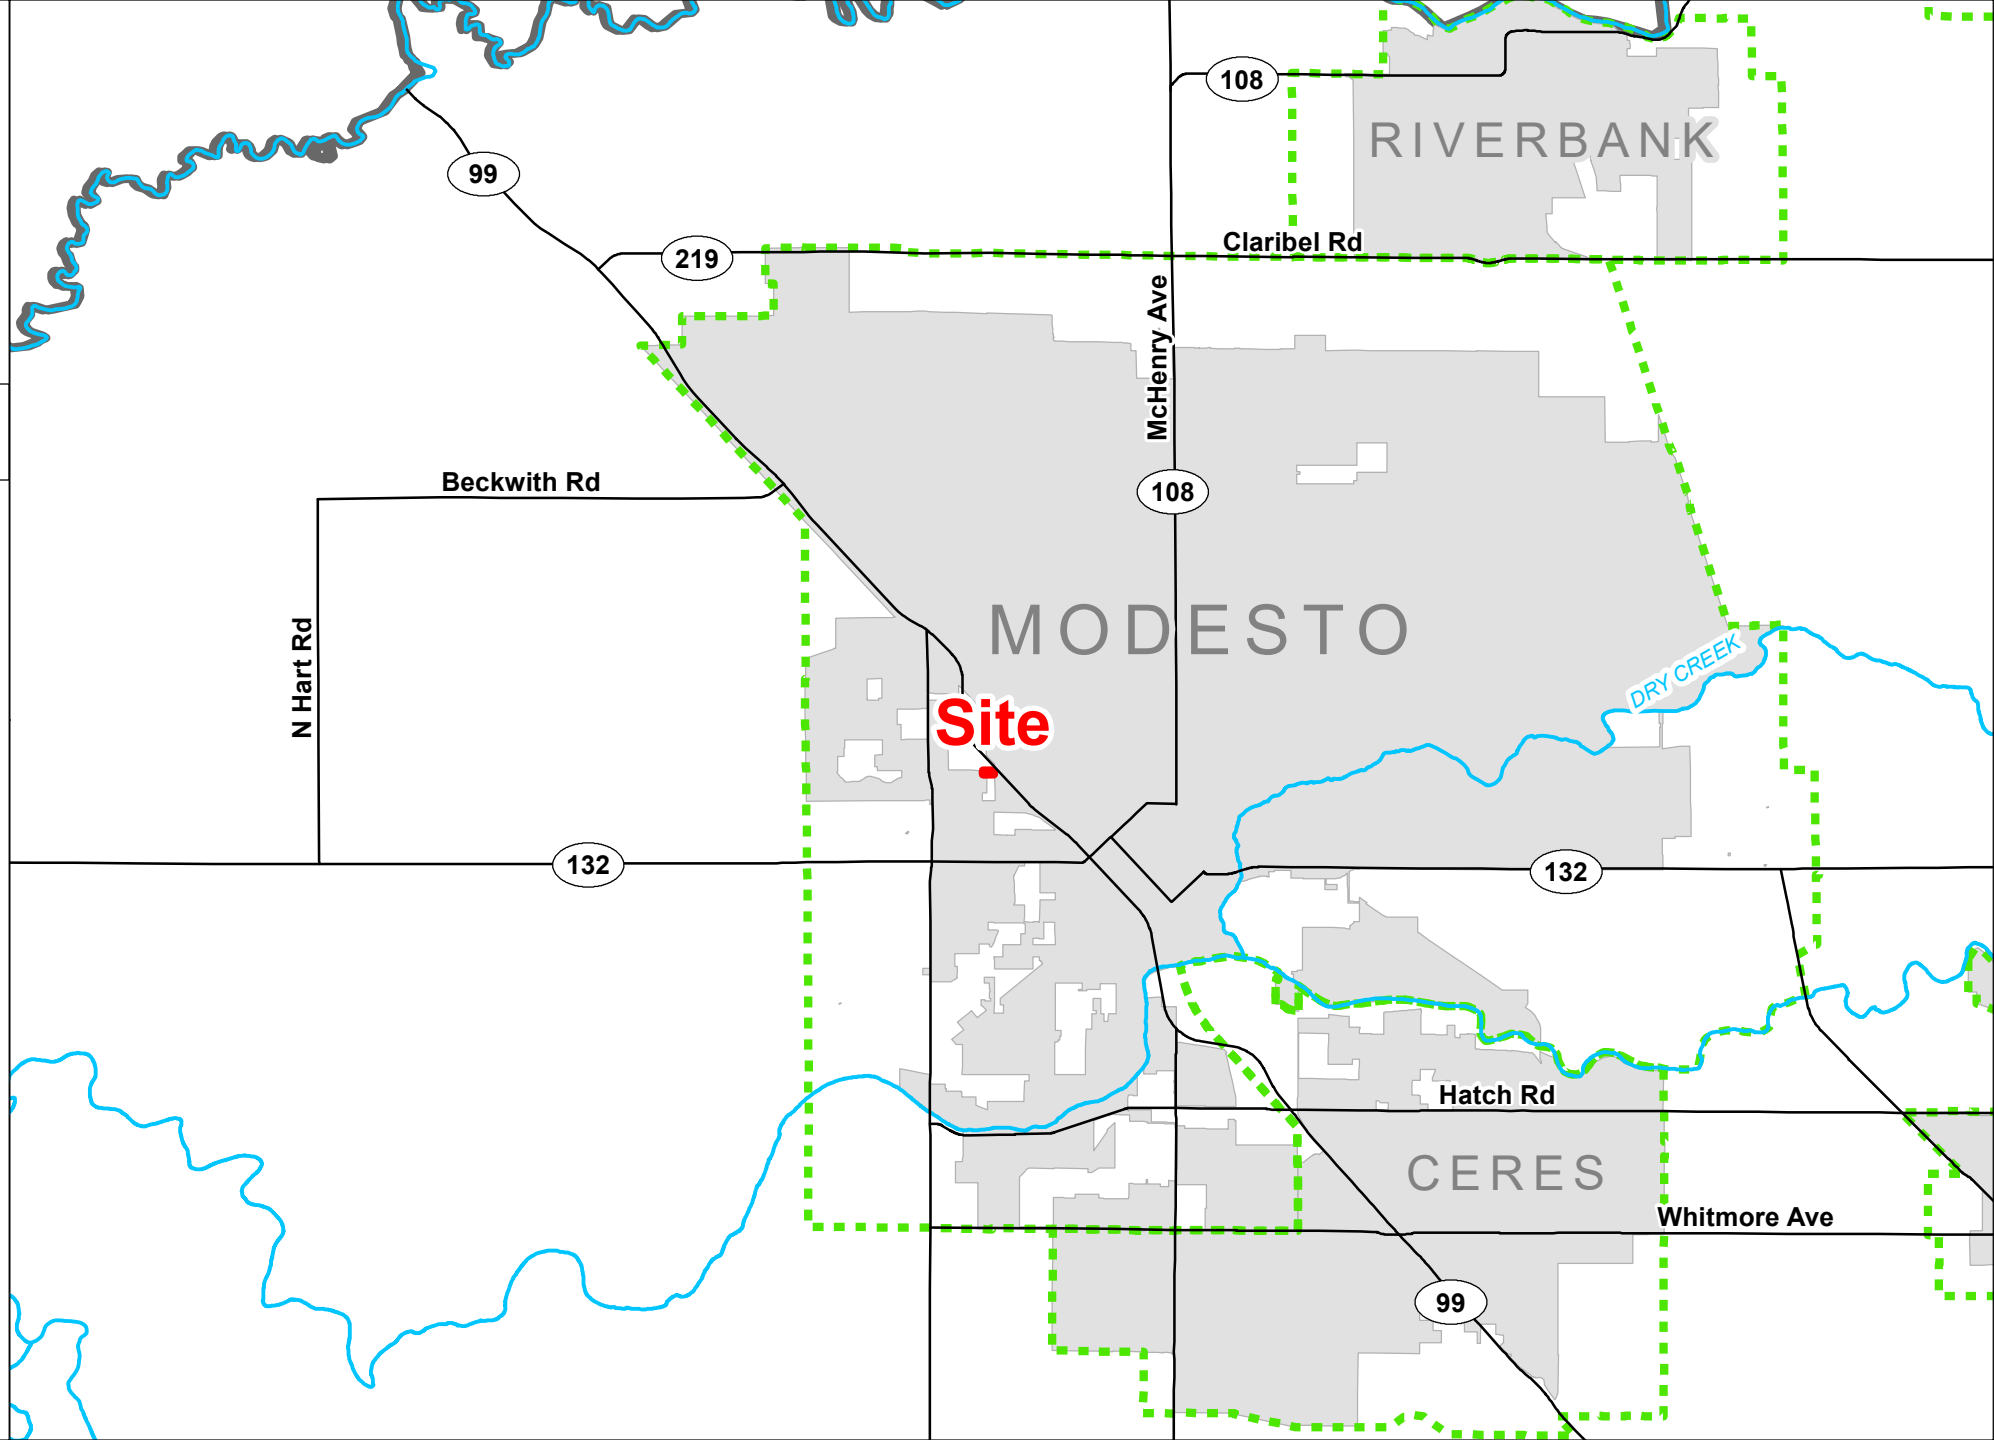 108
RIVERBANK
99
Claribel Rd
219
McHenry Ave
Beckwith Rd
108
MODESTO
N Hart Rd
DRY CREEK
Site
132
132
Hatch Rd
CERES
Whitmore Ave
99